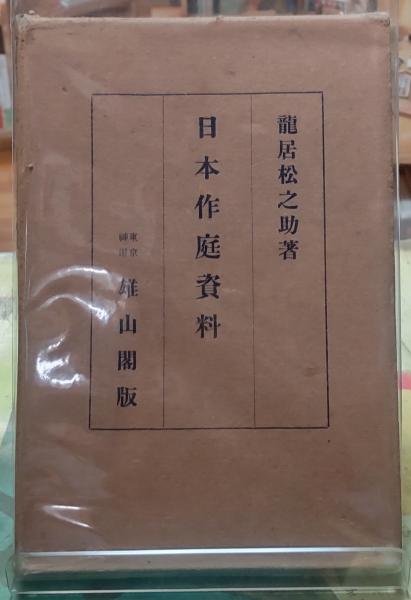 龍居松之助著
日本作庭資料
東京
神田
雄山閣版